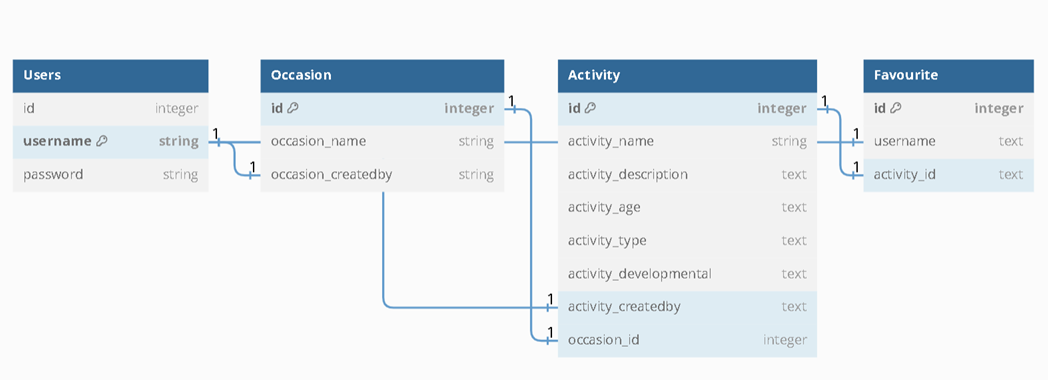 Users
id integer
username string
password string
Occasion
id integer
occasion_name string
occasion_createdby string
Activity
id integer
activity_name string
activity_description text
activity_age text
activity_type text
activity_developmental text
activity_createdby text
occasion_id integer
Favourite
id integer
username text
activity_id text
1
1
1
1
1
1
1
1